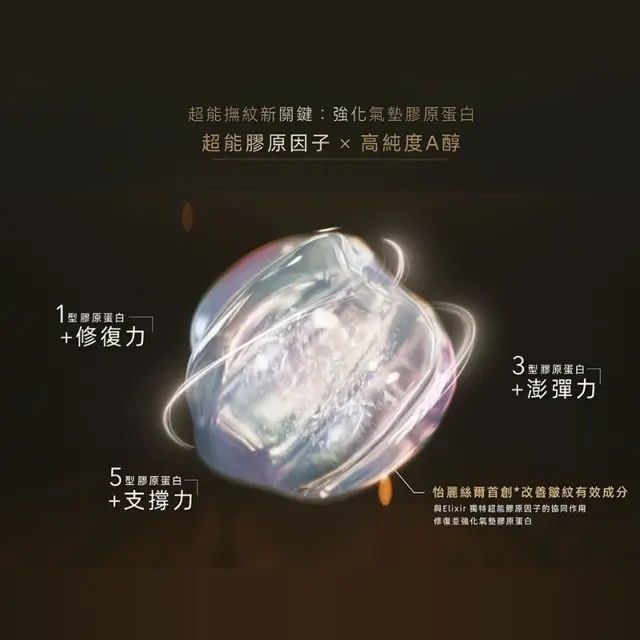 超能撫紋新關鍵：強化氣墊膠原蛋白
超能膠原因子 × 高純度A醇
1型膠原蛋白
+修復力
3型膠原蛋白
+澎彈力
5型膠原蛋白
+支撐力
怡麗絲爾首創*改善皺紋有效成分
與Elixir 獨特超能膠原因子的協同作用
修復並強化氣墊膠原蛋白